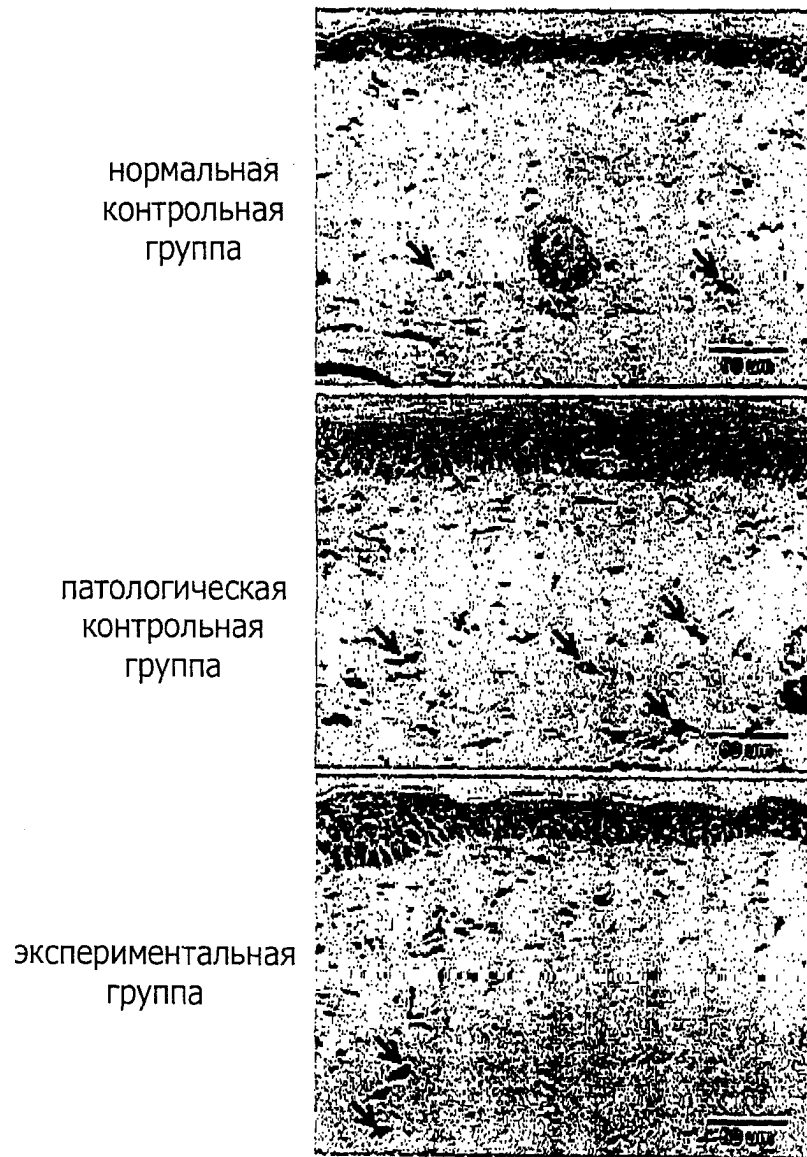 нормальная
контрольная
группа
патологическая
контрольная
группа
экспериментальная
группа